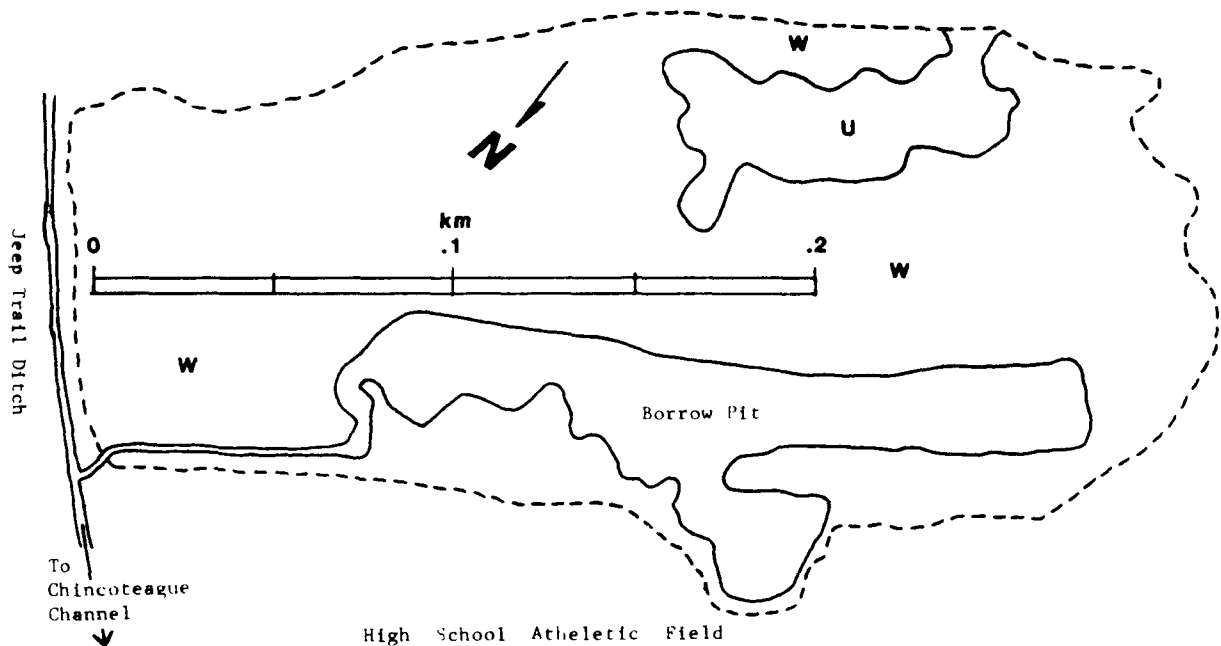 W
U
N
km
0 .1 .2
W
W
Jeep Trail Ditch
Borrow Pit
To
Chincoteague
Channel
High School Atheletic Field